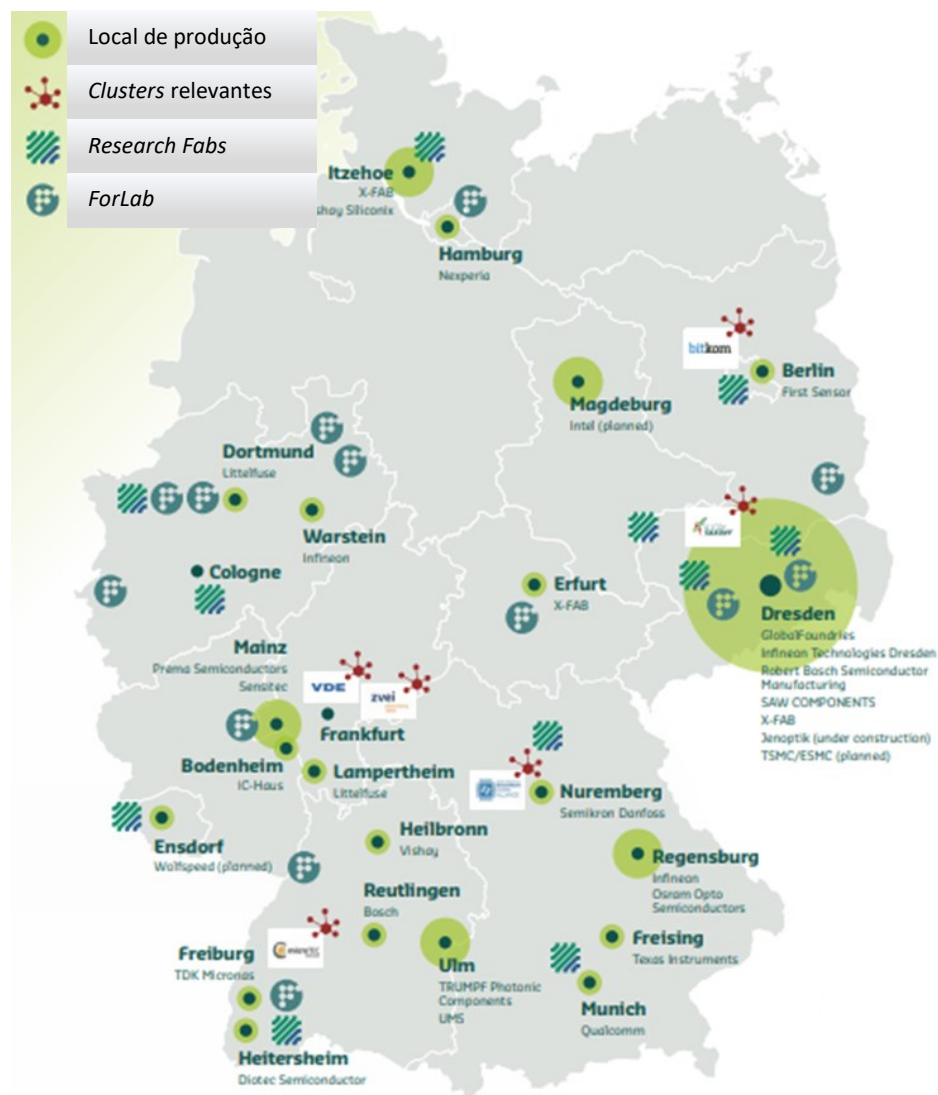 Local de produção
Clusters relevantes
Research Fabs
ForLab
Itzehoe
X-FAB
shay Siliconix
Hamburg
Nexperia
bitkom
Berlin
First Sensor
Magdeburg
Intel (planned)
Dortmund
Littelfuse
Warstein
Infineon
Cologne
Erfurt
X-FAB
Dresden
GlobalFoundries
Infineon Technologies Dresden
Robert Bosch Semiconductor
Manufacturing
SAW COMPONENTS
X-FAB
Jenoptik (under construction)
TSMC/ESMC (planned)
Mainz
Prema Semiconductors
Sensitec
VDE
zvei
Frankfurt
Bodenheim
IC-Haus
Lampertheim
Littelfuse
Nuremberg
Semikron Danfoss
Ensdorf
Wolfspeed (planned)
Heilbronn
Vishay
Regensburg
Infineon
Osram Opto
Semiconductors
Reutlingen
Bosch
Freiburg
TDK Micronas
Ulm
TRUMPF Photonic
Components
UMS
Freising
Texas Instruments
Munich
Qualcomm
Heitersheim
Diotec Semiconductor